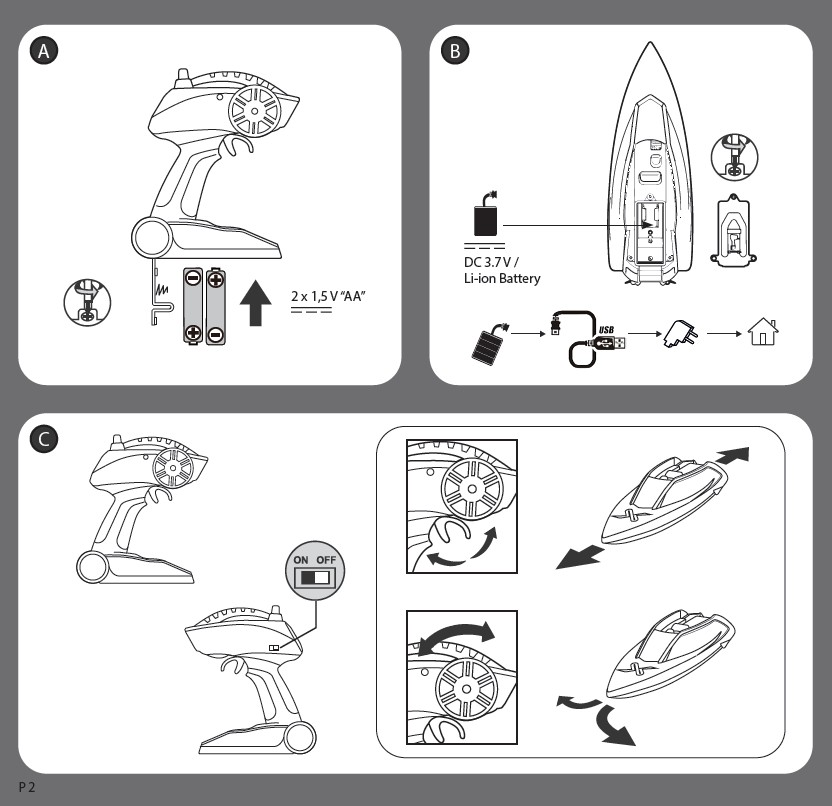 A
2 x 1,5 V “AA”
B
DC 3.7 V /
Li-ion Battery
USB
C
ON OFF
P 2